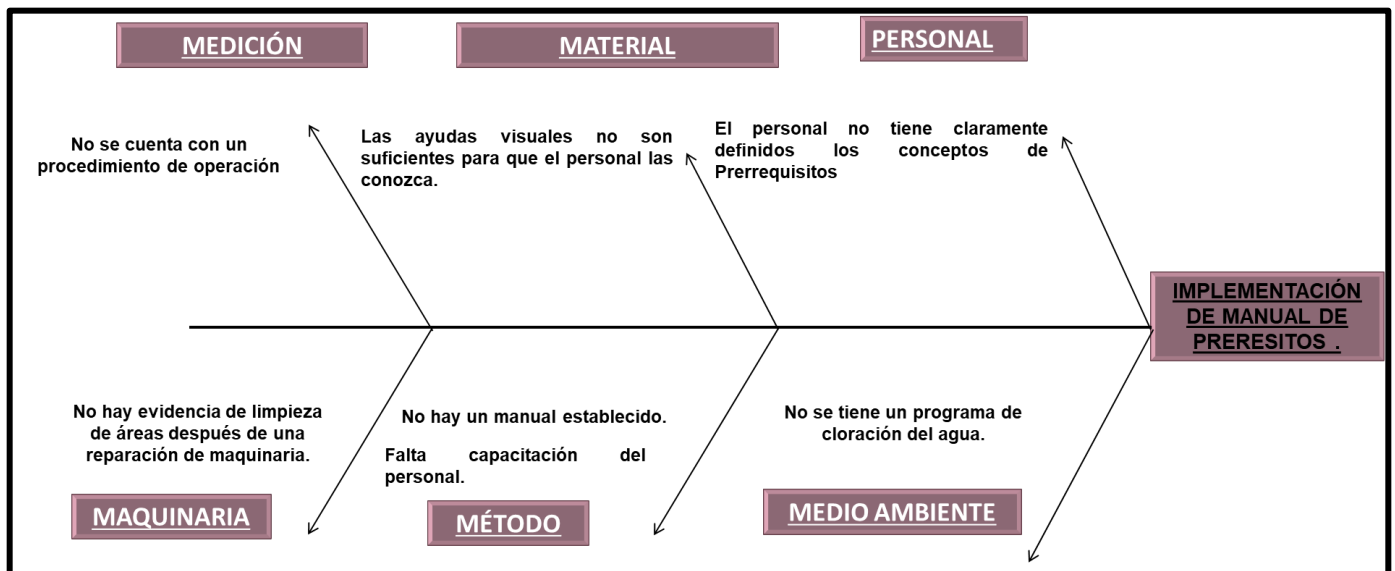 MEDICIÓN
MATERIAL
PERSONAL
No se cuenta con un
procedimiento de operación
Las ayudas visuales no son
suficientes para que el personal las
conozca.
El personal no tiene claramente
definidos los conceptos de
Prerrequisitos
IMPLEMENTACIÓN
DE MANUAL DE
PRERESITOS .
No hay evidencia de limpieza
de áreas después de una
reparación de maquinaria.
No hay un manual establecido.
Falta capacitación del
personal.
No se tiene un programa de
cloración del agua.
MAQUINARIA
MÉTODO
MEDIO AMBIENTE